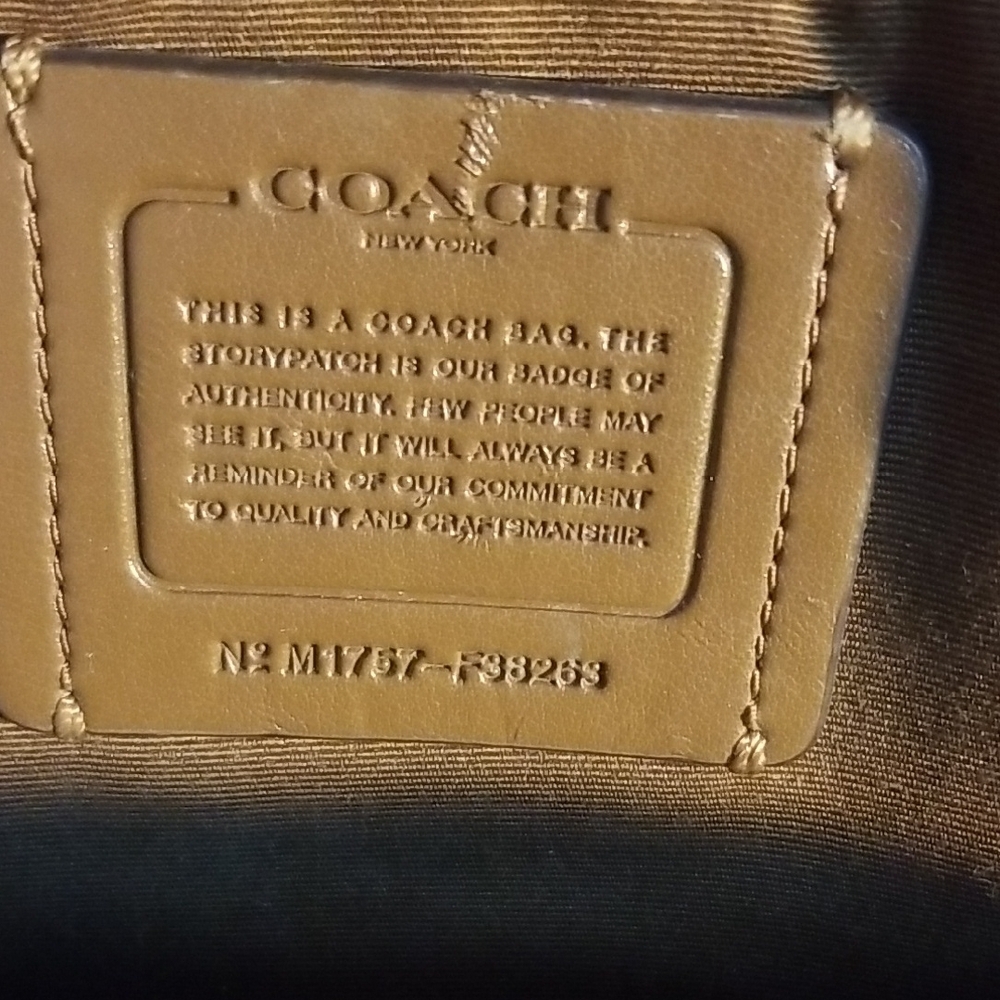 COACH
NEW YORK
THIS IS A COACH BAG. THE
STORYPATCH IS OUR BADGE OF
AUTHENTICITY. FEW PEOPLE MAY
SEE IT, BUT IT WILL ALWAYS BE A
REMINDER OF OUR COMMITMENT
TO QUALITY AND CRAFTSMANSHIP.
Nº M1757-F38263